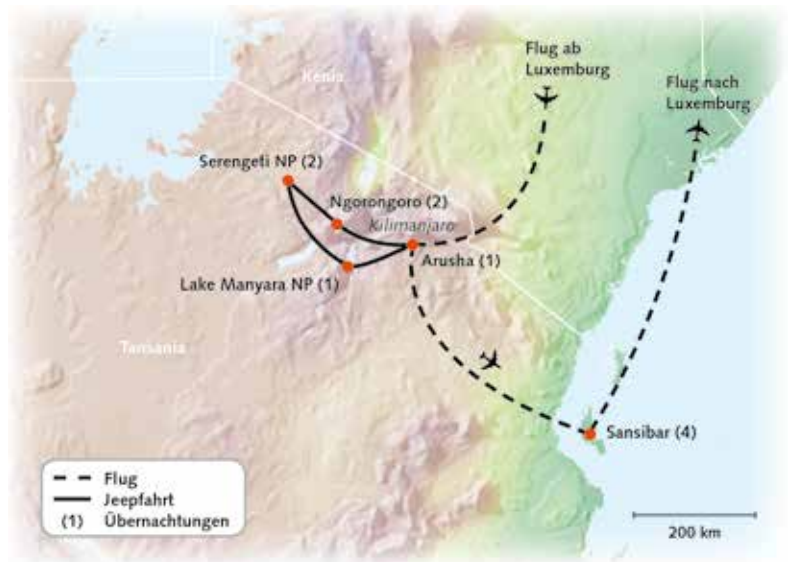 Flug ab
Luxemburg
Flug nach
Luxemburg
Kenia
Serengeti NP (2)
Ngorongoro (2)
Kilimanjaro
Arusha (1)
Lake Manyara NP (1)
Tansania
Sansibar (4)
Flug
Jeepfahrt
(1) Übernachtungen
200 km